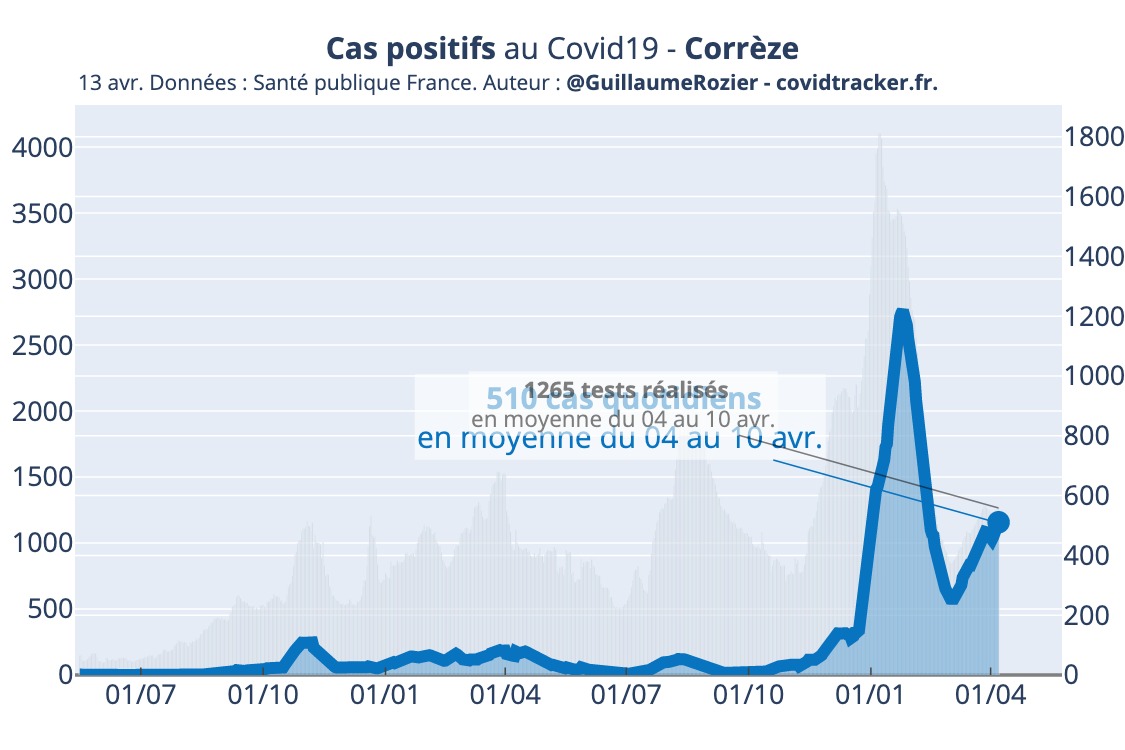 Cas positifs au Covid19 - Corrèze
13 avr. Données : Santé publique France. Auteur : @GuillaumeRozier - covidtracker.fr.
4000
3500
3000
2500
2000
1500
1000
500
0
1800
1600
1400
1200
1000
800
600
400
200
0
1265 tests réalisés
en moyenne du 04 au 10 avr.
510 cas quotidiens
en moyenne du 04 au 10 avr.
01/07 01/10 01/01 01/04 01/07 01/10 01/01 01/04